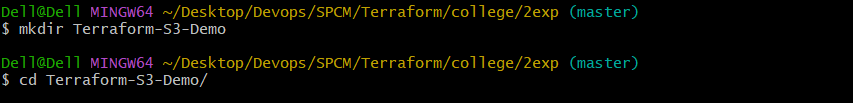 Dell@Dell MINGW64 ~/Desktop/Devops/SPCM/Terraform/college/2exp (master)
$ mkdir Terraform-S3-Demo
Dell@Dell MINGW64 ~/Desktop/Devops/SPCM/Terraform/college/2exp (master)
$ cd Terraform-S3-Demo/